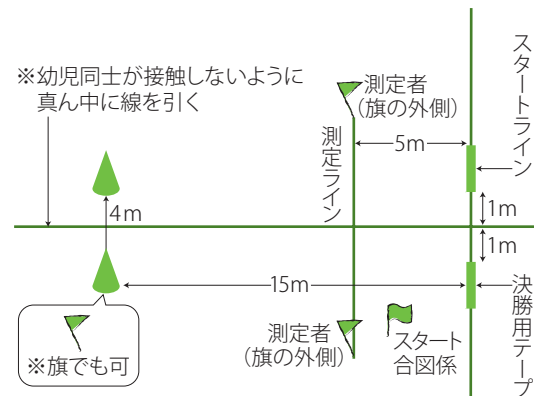 ※幼児同士が接触しないように
真ん中に線を引く
測定者
（旗の外側）
スタートライン
測定ライン
5m
4m
1m
1m
15m
※旗でも可
測定者
（旗の外側）
スタート
合図係
決勝用テープ